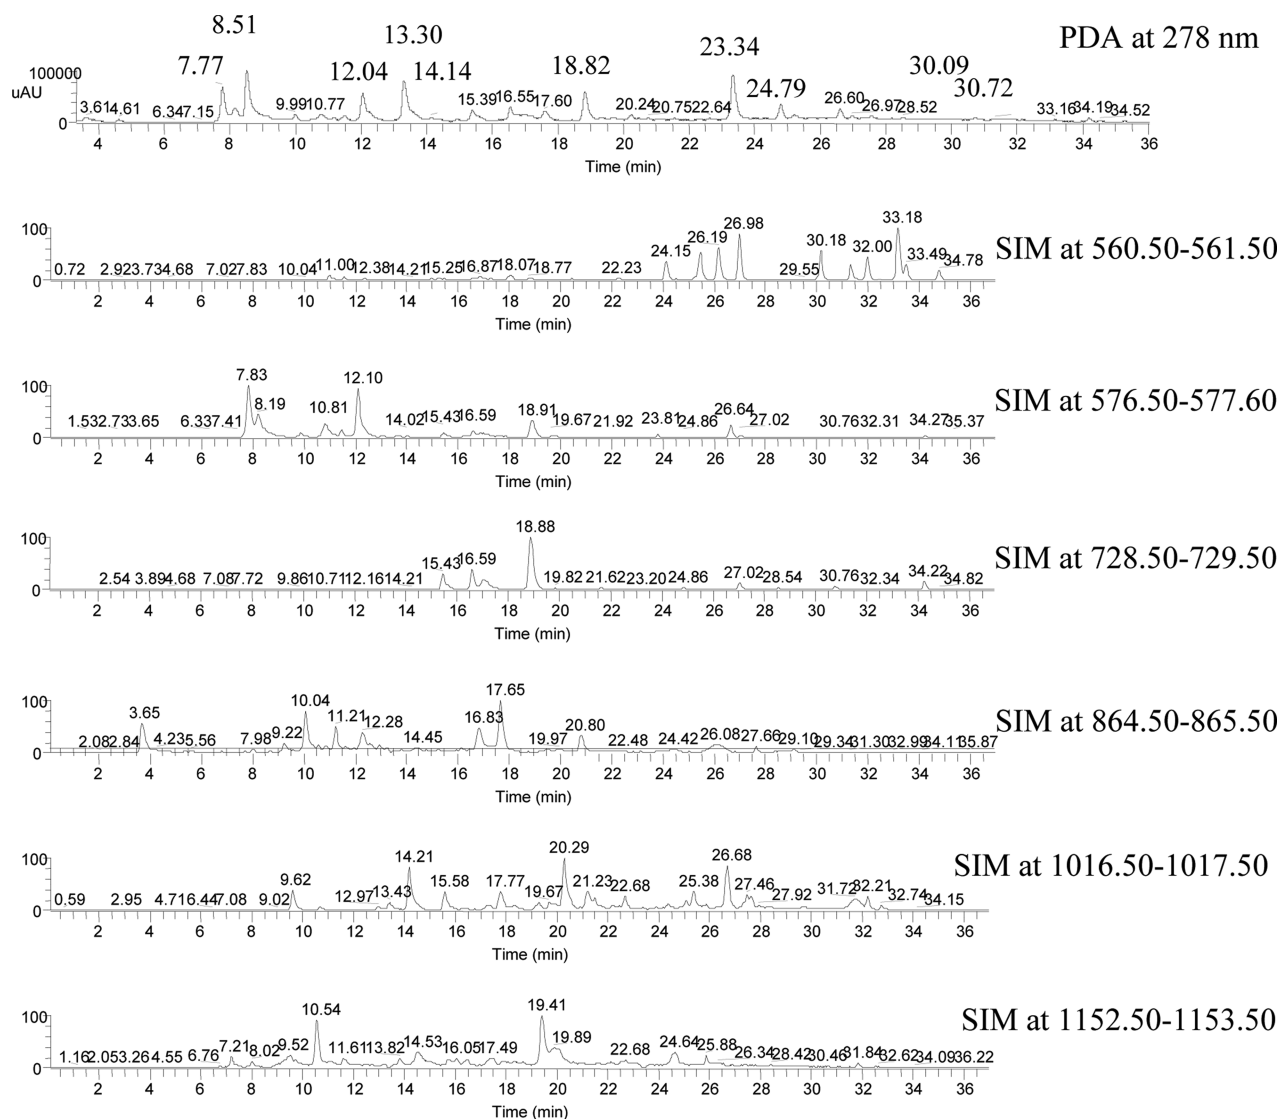 8.51 13.30 23.34 30.09 PDA at 278 nm
7.77 12.04 14.14 18.82 24.79 30.72
100000
uAU
0
3.61 4.61 6.34 7.15 9.99 10.77 15.39 16.55 17.60 20.24 20.75 22.64 26.60 26.97 28.52 33.16 34.19 34.52
4 6 8 10 12 14 16 18 20 22 24 26 28 30 32 34 36
Time (min)
SIM at 560.50-561.50
100
0
0.72 2.92 3.73 4.68 7.02 7.83 10.04 11.00 12.38 14.21 15.25 16.87 18.07 18.77 22.23 24.15 26.19 26.98 29.55 30.18 32.00 33.18 33.49 34.78
2 4 6 8 10 12 14 16 18 20 22 24 26 28 30 32 34 36
Time (min)
SIM at 576.50-577.60
100
0
1.53 2.73 3.65 6.33 7.41 7.83 8.19 10.81 12.10 14.02 15.43 16.59 18.91 19.67 21.92 23.81 24.86 26.64 27.02 30.76 32.31 34.27 35.37
2 4 6 8 10 12 14 16 18 20 22 24 26 28 30 32 34 36
Time (min)
SIM at 728.50-729.50
100
0
2.54 3.89 4.68 7.08 7.72 9.86 10.71 12.16 14.21 15.43 16.59 18.88 19.82 21.62 23.20 24.86 27.02 28.54 30.76 32.34 34.22 34.82
2 4 6 8 10 12 14 16 18 20 22 24 26 28 30 32 34 36
Time (min)
SIM at 864.50-865.50
100
0
2.08 2.84 3.65 4.23 5.56 7.98 9.22 10.04 11.21 12.28 14.45 16.83 17.65 19.97 20.80 22.48 24.42 26.08 27.66 29.10 29.34 31.30 32.99 34.11 35.87
2 4 6 8 10 12 14 16 18 20 22 24 26 28 30 32 34 36
Time (min)
SIM at 1016.50-1017.50
100
0
0.59 2.95 4.71 6.44 7.08 9.02 9.62 12.97 13.43 14.21 15.58 17.77 19.67 20.29 21.23 22.68 25.38 26.68 27.46 27.92 31.72 32.21 32.74 34.15
2 4 6 8 10 12 14 16 18 20 22 24 26 28 30 32 34 36
Time (min)
SIM at 1152.50-1153.50
100
0
1.16 2.05 3.26 4.55 6.76 7.21 8.02 9.52 10.54 11.61 13.82 14.53 16.05 17.49 19.41 19.89 22.68 24.64 25.88 26.34 28.42 30.46 31.84 32.62 34.09 36.22
2 4 6 8 10 12 14 16 18 20 22 24 26 28 30 32 34 36
Time (min)